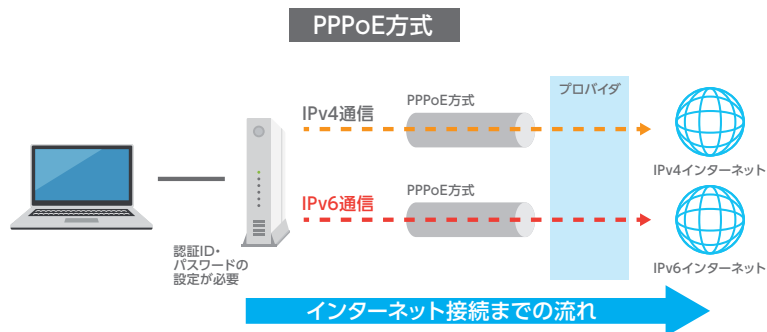 PPPoE方式
プロバイダ
IPv4通信
PPPoE方式
IPv4インターネット
IPv6通信
PPPoE方式
IPv6インターネット
認証ID・
パスワードの
設定が必要
インターネット接続までの流れ